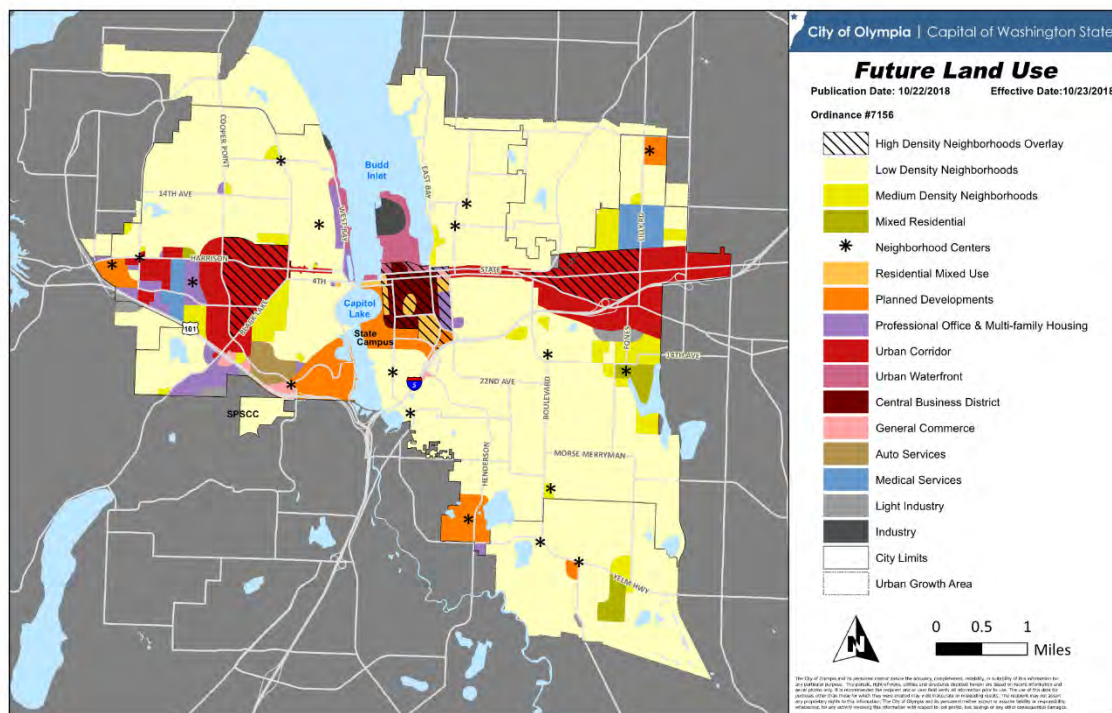 City of Olympia | Capital of Washington State
Future Land Use
Publication Date: 10/22/2018 Effective Date:10/23/2018
Ordinance #7156
High Density Neighborhoods Overlay
Low Density Neighborhoods
Medium Density Neighborhoods
Mixed Residential
Neighborhood Centers
Residential Mixed Use
Planned Developments
Professional Office & Multi-family Housing
Urban Corridor
Urban Waterfront
Central Business District
General Commerce
Auto Services
Medical Services
Light Industry
Industry
City Limits
Urban Growth Area
N
0 0.5 1
Miles
COOPER POINT
Budd
Inlet
EAST BAY
14TH AVE
WEST BAY
LILLY RD
HARRISON
STATE
4TH
Capitol
Lake
BLACK LAKE
101
State
Campus
FONES
14TH AVE
5
22ND AVE
BOULEVARD
SPSCC
MORSE MERRYMAN
HENDERSON
YELM HWY